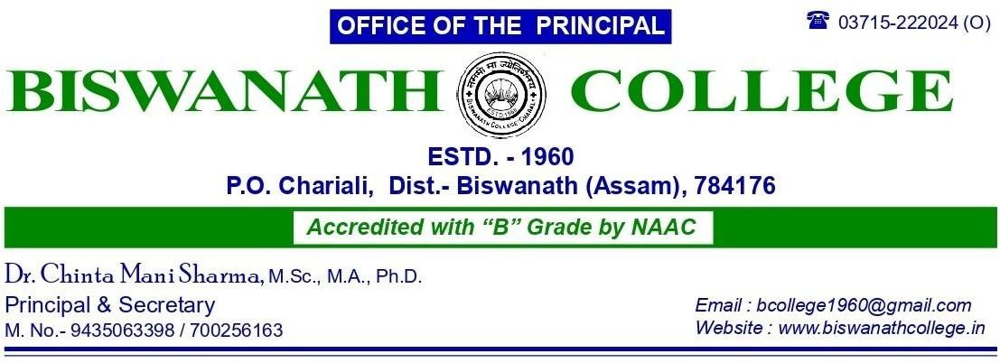 OFFICE OF THE PRINCIPAL
☎ 03715-222024 (O)
BISWANATH COLLEGE
तमसो मा ज्योतिर्गमय
ESTD.1960
BISWANATH COLLEGE CHARIALI
ESTD. - 1960
P.O. Chariali, Dist.- Biswanath (Assam), 784176
Accredited with “B” Grade by NAAC
Dr. Chinta Mani Sharma, M.Sc., M.A., Ph.D.
Principal & Secretary
M. No.- 9435063398 / 700256163
Email : bcollege1960@gmail.com
Website : www.biswanathcollege.in